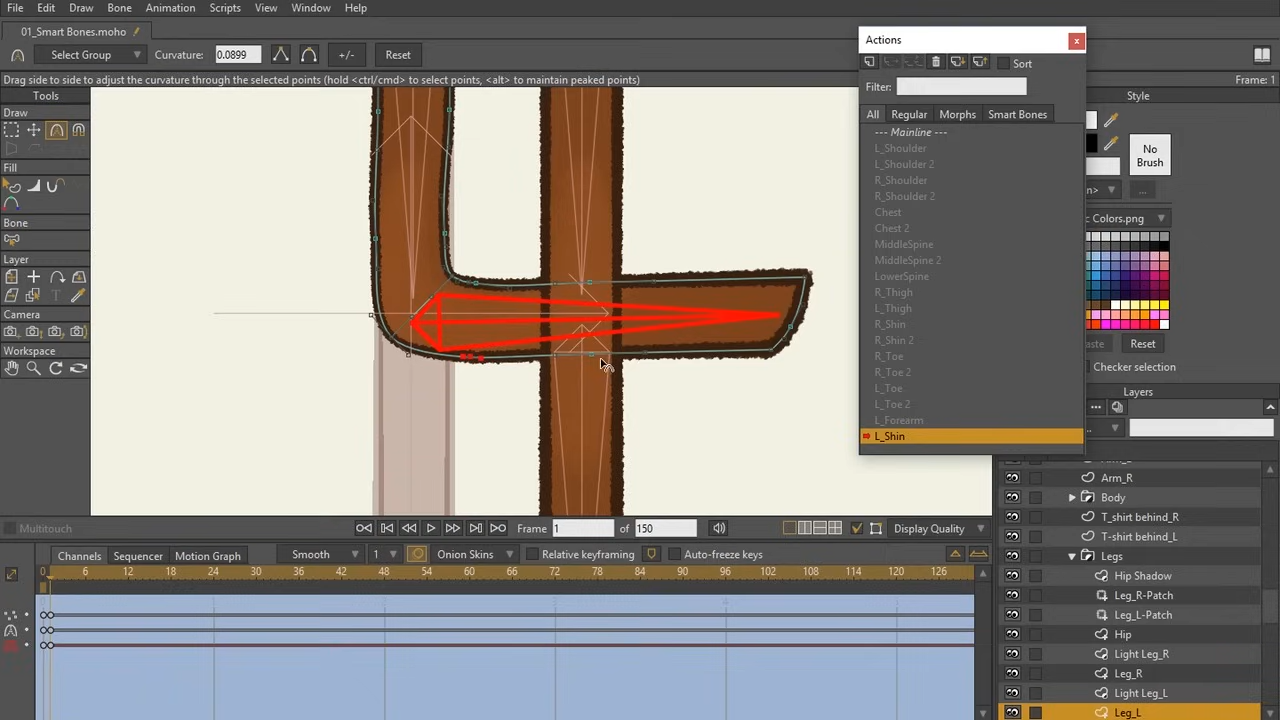 File Edit Draw Bone Animation Scripts View Window Help
01_Smart Bones.moho
Select Group Curvature: 0.0899 +/- Reset
Drag side to side to adjust the curvature through the selected points (hold <ctrl/cmd> to select points, <alt> to maintain peaked points)
Frame: 1
Tools
Draw
Fill
Bone
Layer
Camera
Workspace
Actions
Sort
Filter:
All Regular Morphs Smart Bones
--- Mainline ---
L_Shoulder
L_Shoulder 2
R_Shoulder
R_Shoulder 2
Chest
Chest 2
MiddleSpine
MiddleSpine 2
LowerSpine
R_Thigh
L_Thigh
R_Shin
R_Shin 2
R_Toe
R_Toe 2
L_Toe
L_Toe 2
L_Forearm
L_Shin
Style
No
Brush
...
Colors.png
Reset
Checker selection
Layers
...
Arm_R
Body
T_shirt behind_R
T-shirt behind_L
Legs
Hip Shadow
Leg_R-Patch
Leg_L-Patch
Hip
Light Leg_R
Leg_R
Light Leg_L
Leg_L
Multitouch
Frame 1 of 150
Display Quality
Channels Sequencer Motion Graph Smooth 1 Onion Skins Relative keyframing Auto-freeze keys
0 6 12 18 24 30 36 42 48 54 60 66 72 78 84 90 96 102 108 114 120 126